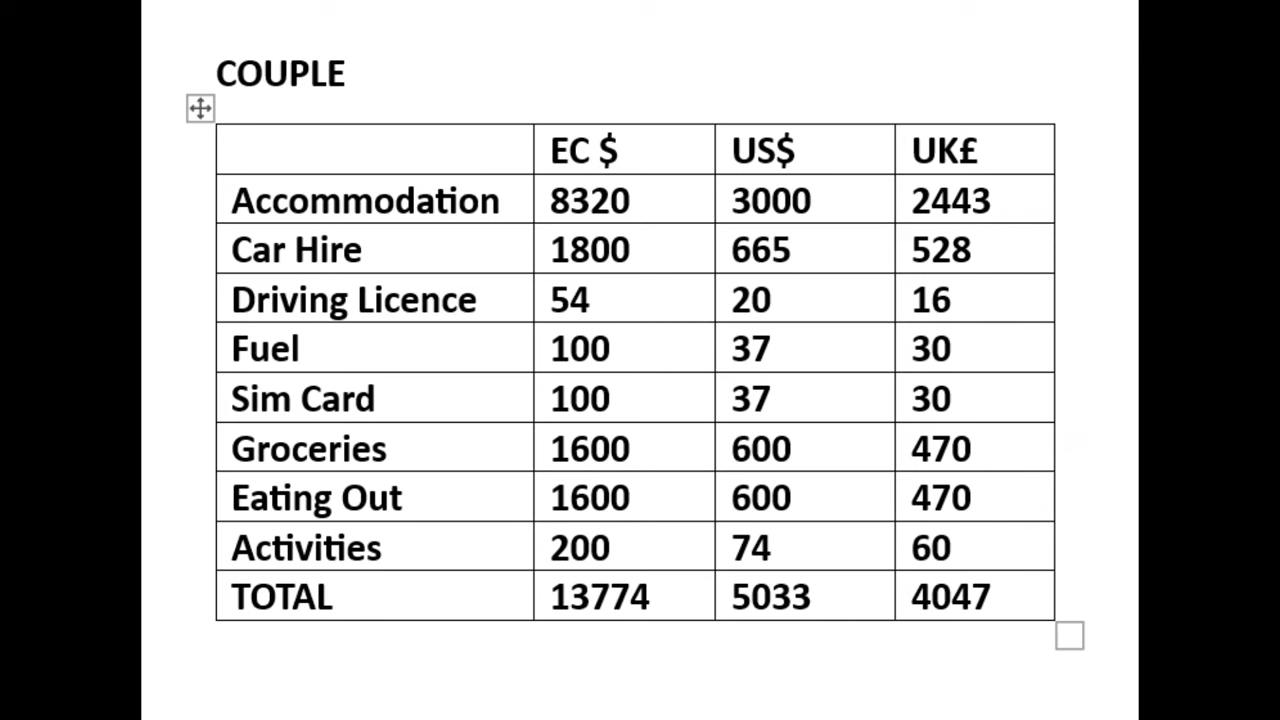 COUPLE
EC $ US$ UK£
Accommodation 8320 3000 2443
Car Hire 1800 665 528
Driving Licence 54 20 16
Fuel 100 37 30
Sim Card 100 37 30
Groceries 1600 600 470
Eating Out 1600 600 470
Activities 200 74 60
TOTAL 13774 5033 4047